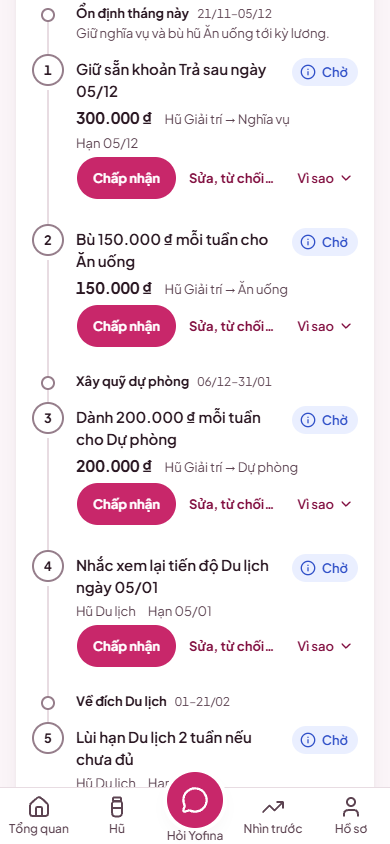 Ổn định tháng này 21/11–05/12
Giữ nghĩa vụ và bù hũ Ăn uống tới kỳ lương.
1 Giữ sẵn khoản Trả sau ngày Chờ
05/12
300.000 ₫ Hũ Giải trí → Nghĩa vụ
Hạn 05/12
Chấp nhận Sửa, từ chối... Vì sao
2 Bù 150.000 ₫ mỗi tuần cho Chờ
Ăn uống
150.000 ₫ Hũ Giải trí → Ăn uống
Chấp nhận Sửa, từ chối... Vì sao
Xây quỹ dự phòng 06/12–31/01
3 Dành 200.000 ₫ mỗi tuần Chờ
cho Dự phòng
200.000 ₫ Hũ Giải trí → Dự phòng
Chấp nhận Sửa, từ chối... Vì sao
4 Nhắc xem lại tiến độ Du lịch Chờ
ngày 05/01
Hũ Du lịch Hạn 05/01
Chấp nhận Sửa, từ chối... Vì sao
Về đích Du lịch 01–21/02
5 Lùi hạn Du lịch 2 tuần nếu Chờ
chưa đủ
Hũ Du lịch
Tổng quan Hũ Hỏi Yofina Nhìn trước Hồ sơ